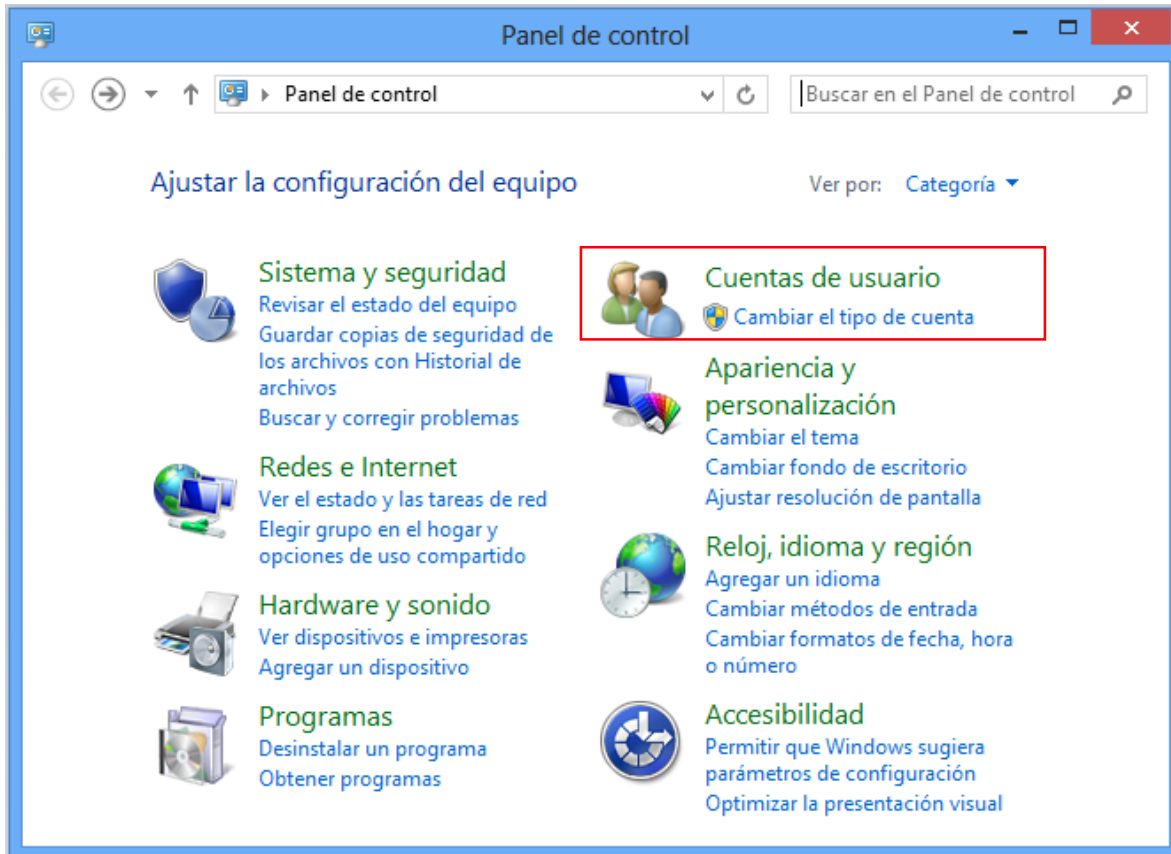 Panel de control
Panel de control
Buscar en el Panel de control
Ajustar la configuración del equipo
Ver por: Categoría
Sistema y seguridad
Revisar el estado del equipo
Guardar copias de seguridad de
los archivos con Historial de
archivos
Buscar y corregir problemas
Redes e Internet
Ver el estado y las tareas de red
Elegir grupo en el hogar y
opciones de uso compartido
Hardware y sonido
Ver dispositivos e impresoras
Agregar un dispositivo
Programas
Desinstalar un programa
Obtener programas
Cuentas de usuario
Cambiar el tipo de cuenta
Apariencia y
personalización
Cambiar el tema
Cambiar fondo de escritorio
Ajustar resolución de pantalla
Reloj, idioma y región
Agregar un idioma
Cambiar métodos de entrada
Cambiar formatos de fecha, hora
o número
Accesibilidad
Permitir que Windows sugiera
parámetros de configuración
Optimizar la presentación visual